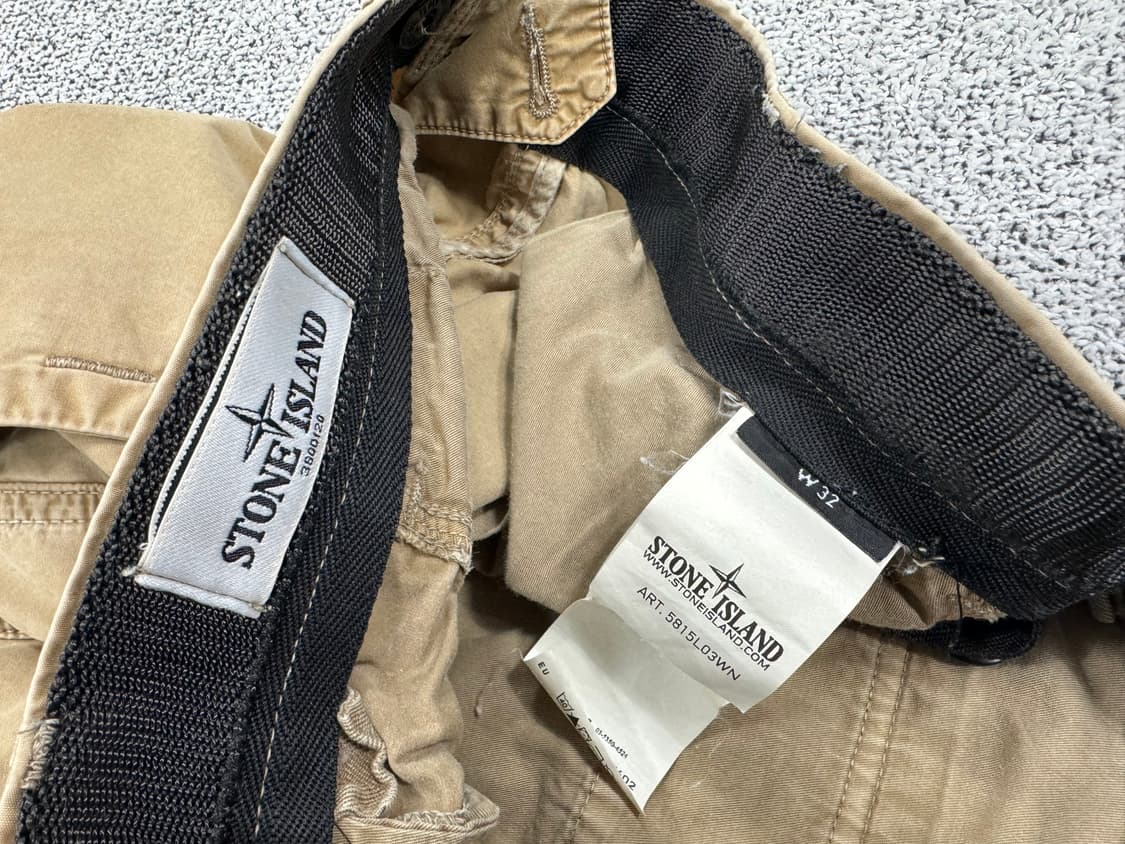 STONE ISLAND
3800120
W 32
STONE ISLAND
WWW.STONEISLAND.COM
ART. 5815L03WN
EU